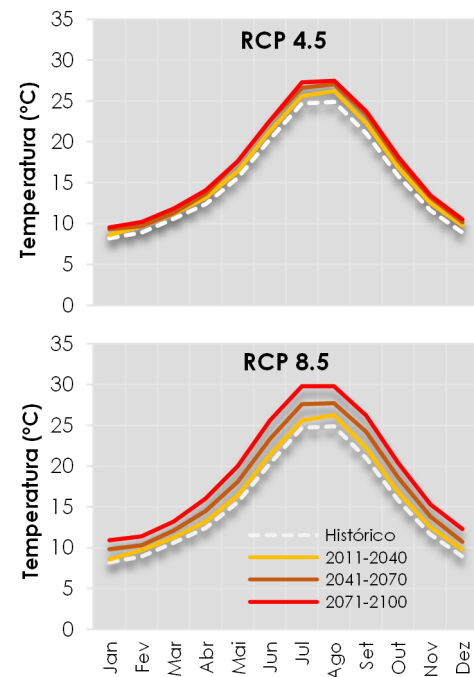 RCP 4.5
Temperatura (°C)
35
30
25
20
15
10
5
0
RCP 8.5
Temperatura (°C)
35
30
25
20
15
10
5
0
Histórico
2011-2040
2041-2070
2071-2100
Jan
Fev
Mar
Abr
Mai
Jun
Jul
Ago
Set
Out
Nov
Dez